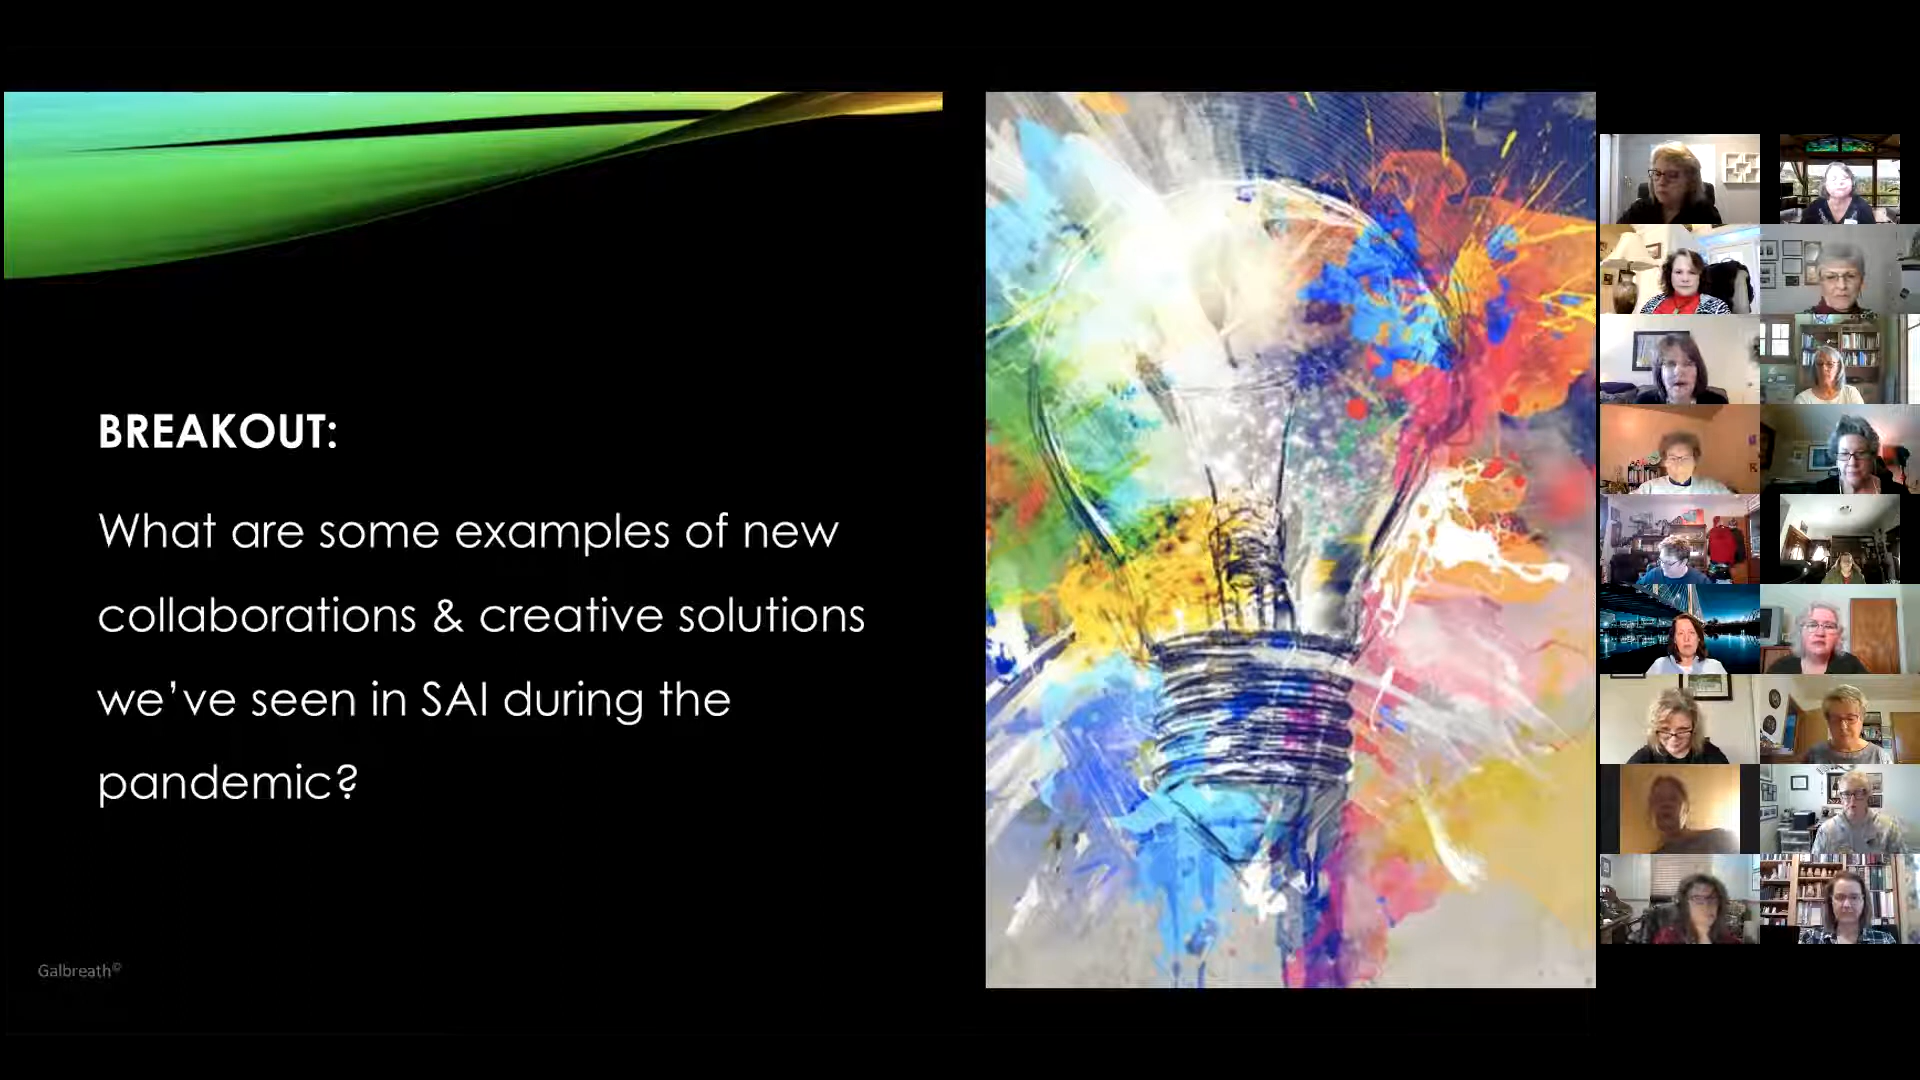 BREAKOUT:
What are some examples of new
collaborations & creative solutions
we’ve seen in SAI during the
pandemic?
Galbreath©